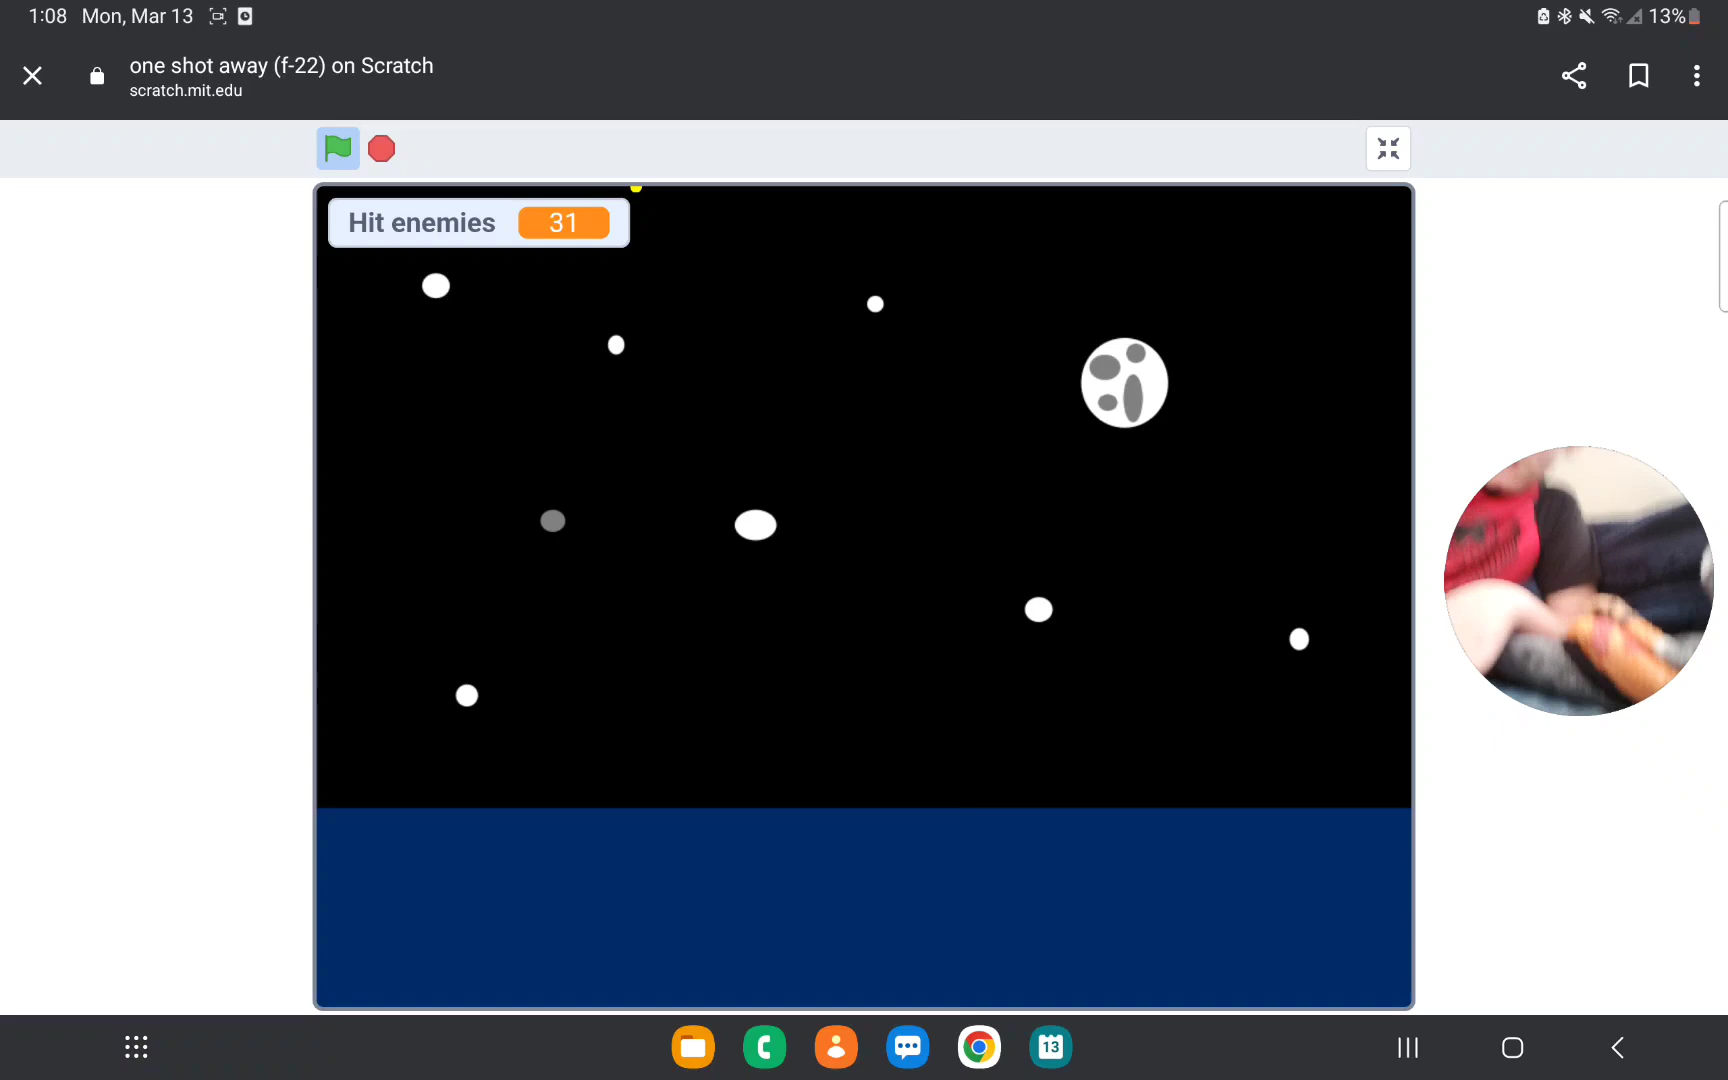 1:08 Mon, Mar 13
13%
one shot away (f-22) on Scratch
scratch.mit.edu
Hit enemies 31
13